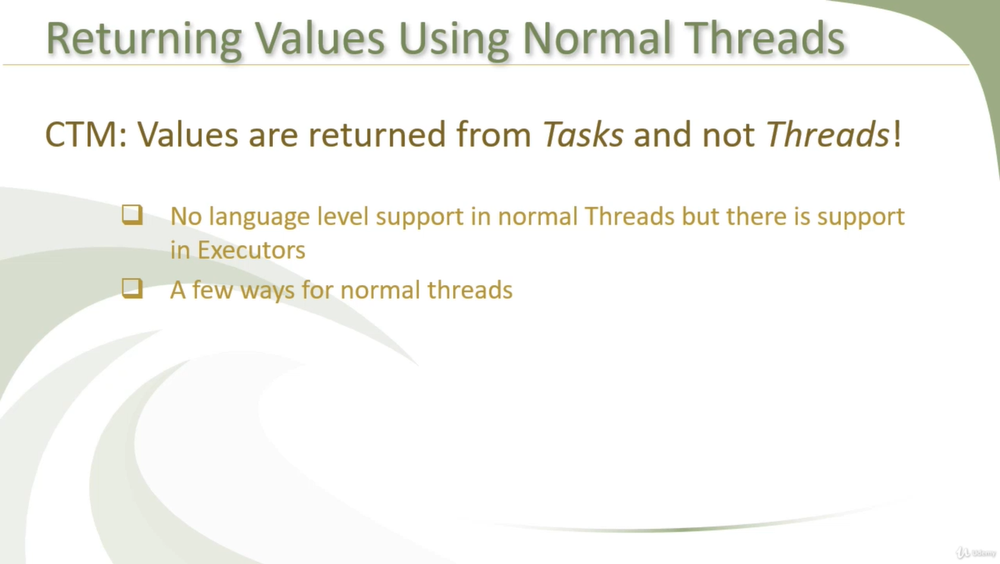 Returning Values Using Normal Threads
CTM: Values are returned from Tasks and not Threads!
No language level support in normal Threads but there is support
in Executors
A few ways for normal threads
Udemy